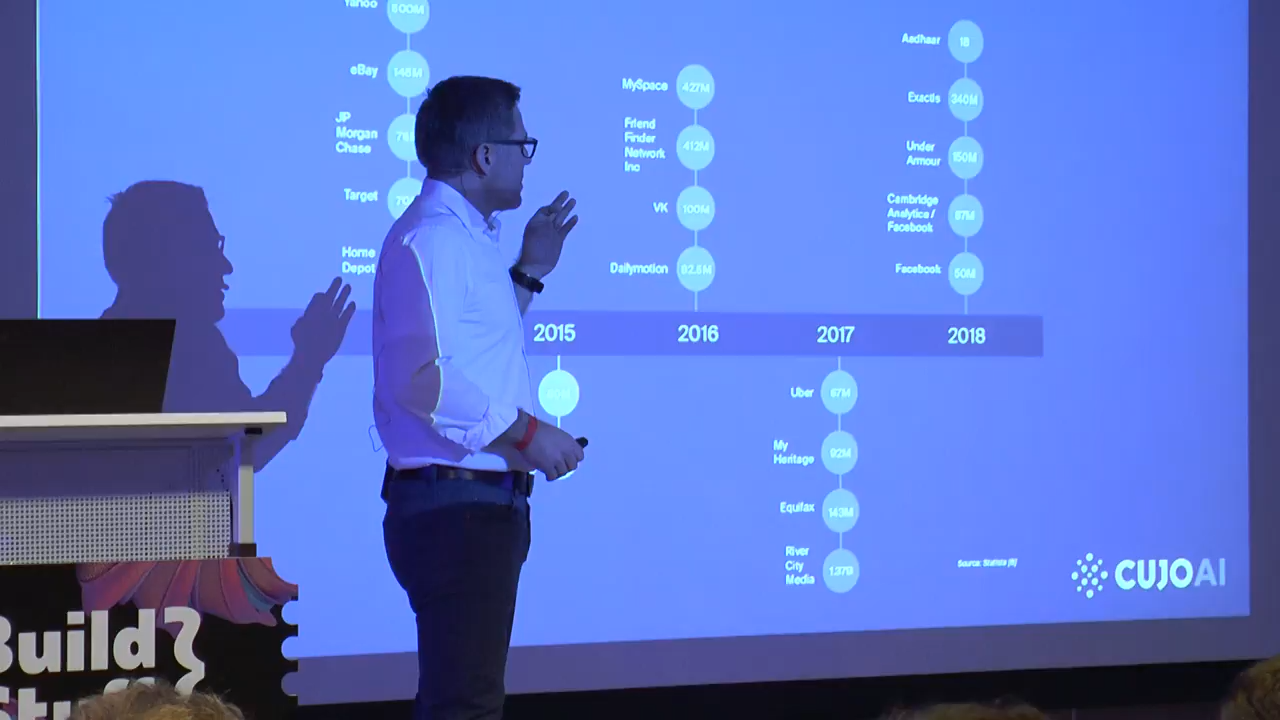 Yahoo
500M
eBay
145M
JP
Morgan
Chase
Target
Home
Depot
MySpace
427M
Friend
Finder
Network
Inc
412M
VK
100M
Dailymotion
82.5M
Aadhaar
1B
Exactis
340M
Under
Armour
150M
Cambridge
Analytica /
Facebook
87M
Facebook
50M
2015
2016
2017
2018
Uber
57M
My
Heritage
92M
Equifax
143M
River
City
Media
1.37B
Source: Statista [6]
CUJOAI
Build
Stuff